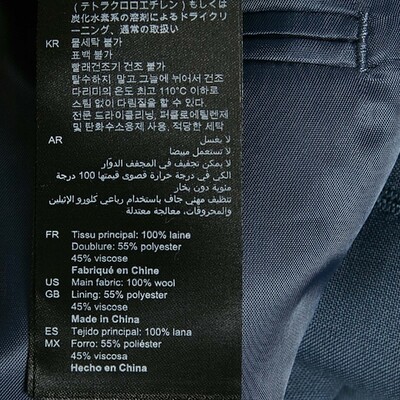 (テトラクロロエチレン) もしくは
炭化水素系の溶剤によるドライクリ
ーニング、通常の取扱い
KR 물세탁 불가
표백 불가
빨래건조기 건조 불가
탈수하지 말고 그늘에 뉘어서 건조
다리미의 온도 최고 110°C 이하로
스팀 없이 다림질을 할 수 있다
전문 드라이클리닝, 퍼클로에틸렌제
및 탄화수소용제 사용, 적당한 세탁
AR لا يغسل
لا تستعمل مبيضا
لا يمكن تجفيف في المجفف الدوّار
الكي في درجة حرارة قصوى قيمتها 100 درجة
مئوية دون بخار
تنظيف مهني جاف باستخدام رباعي كلورو الإثيلين
والمحروقات، معالجة معتدلة
FR Tissu principal: 100% laine
Doublure: 55% polyester
45% viscose
Fabriqué en Chine
US Main fabric: 100% wool
GB Lining: 55% polyester
45% viscose
Made in China
ES Tejido principal: 100% lana
MX Forro: 55% poliéster
45% viscosa
Hecho en China